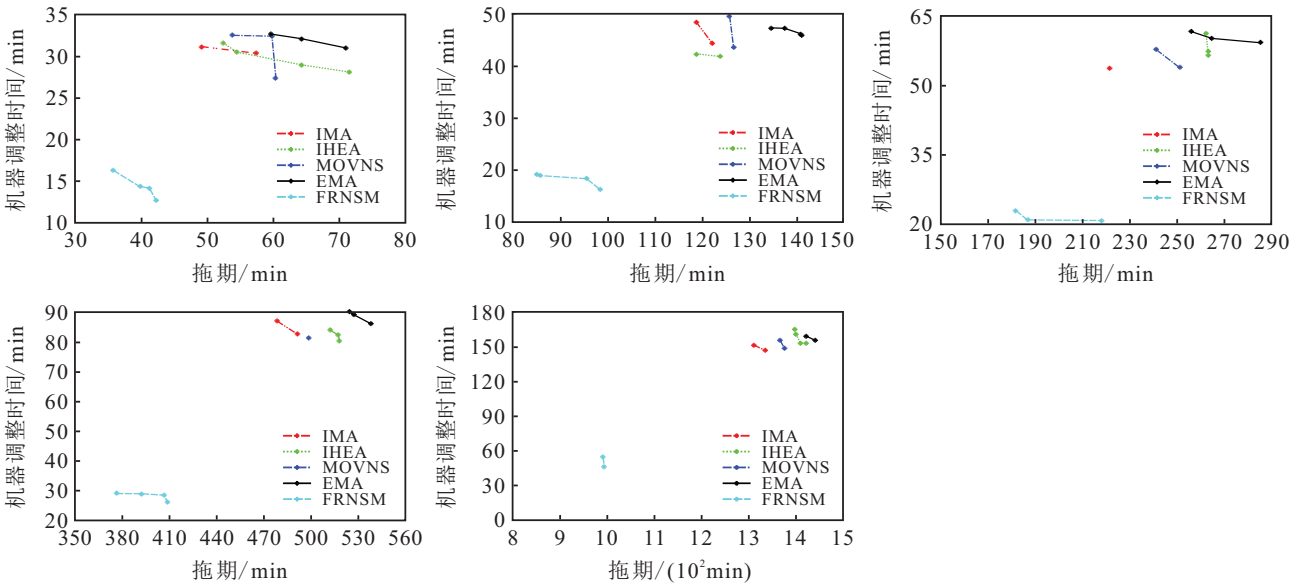 机器调整时间/min
35
30
25
20
15
10
30 40 50 60 70 80
拖期/min
IMA
IHEA
MOVNS
EMA
FRNSM
机器调整时间/min
50
40
30
20
10
80 90 100 110 120 130 140 150
拖期/min
IMA
IHEA
MOVNS
EMA
FRNSM
机器调整时间/min
65
50
35
20
150 170 190 210 230 250 270 290
拖期/min
IMA
IHEA
MOVNS
EMA
FRNSM
机器调整时间/min
90
80
70
60
50
40
30
20
350 380 410 440 470 500 530 560
拖期/min
IMA
IHEA
MOVNS
EMA
FRNSM
机器调整时间/min
180
150
120
90
60
30
0
8 9 10 11 12 13 14 15
拖期/(10²min)
IMA
IHEA
MOVNS
EMA
FRNSM